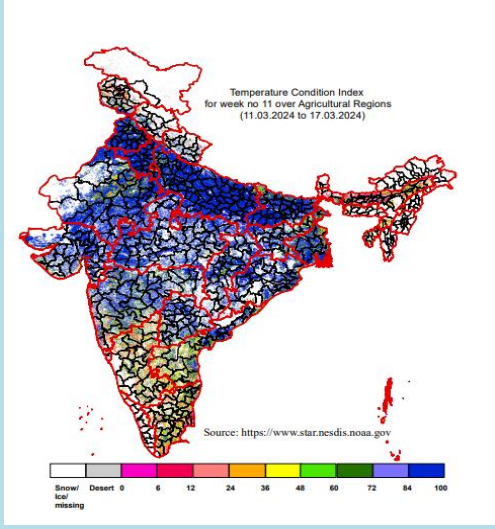 Temperature Condition Index
for week no 11 over Agricultural Regions
(11.03.2024 to 17.03.2024)
Source: https://www.star.nesdis.noaa.gov
Snow/ Desert 0 6 12 24 36 48 60 72 84 100
Ice/
missing